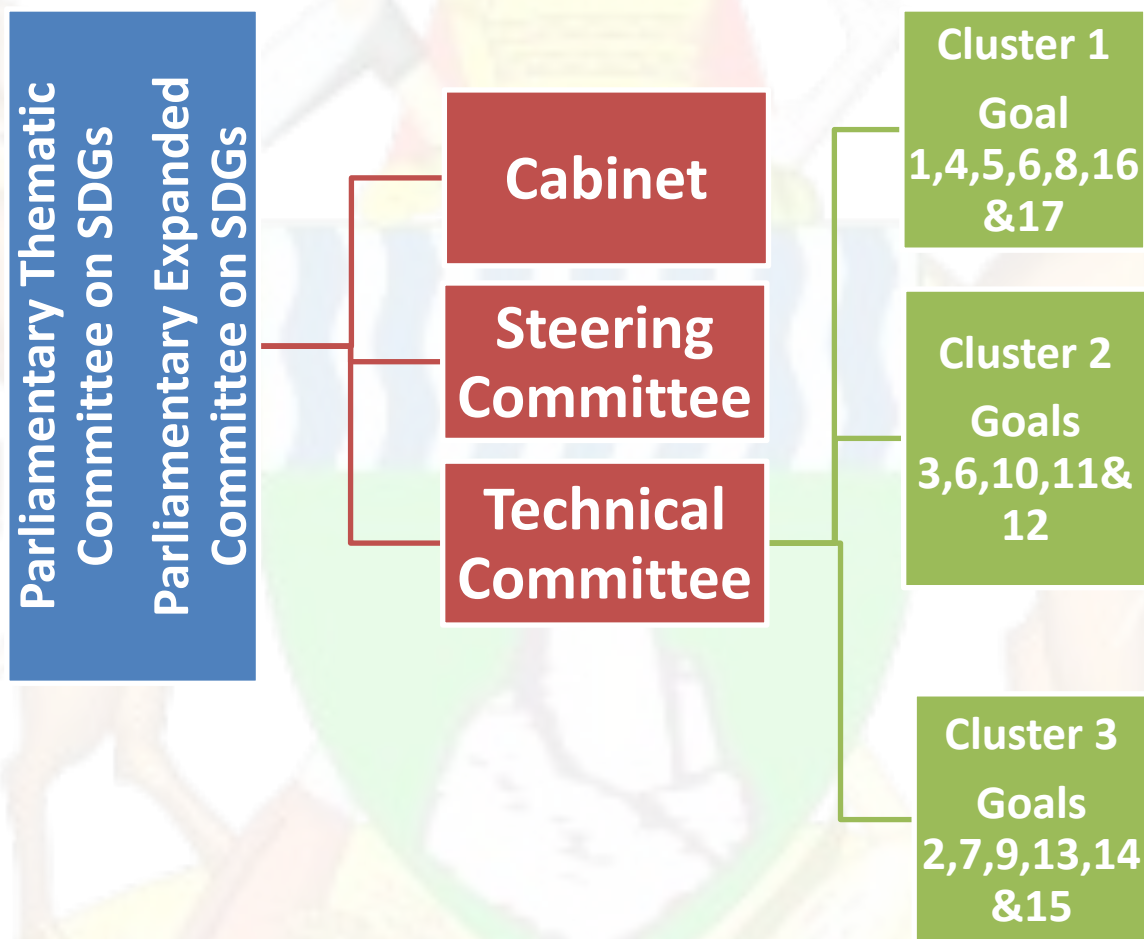 Parliamentary Thematic
Committee on SDGs
Parliamentary Expanded
Committee on SDGs
Cabinet
Steering
Committee
Technical
Committee
Cluster 1
Goal
1,4,5,6,8,16
&17
Cluster 2
Goals
3,6,10,11&
12
Cluster 3
Goals
2,7,9,13,14
&15